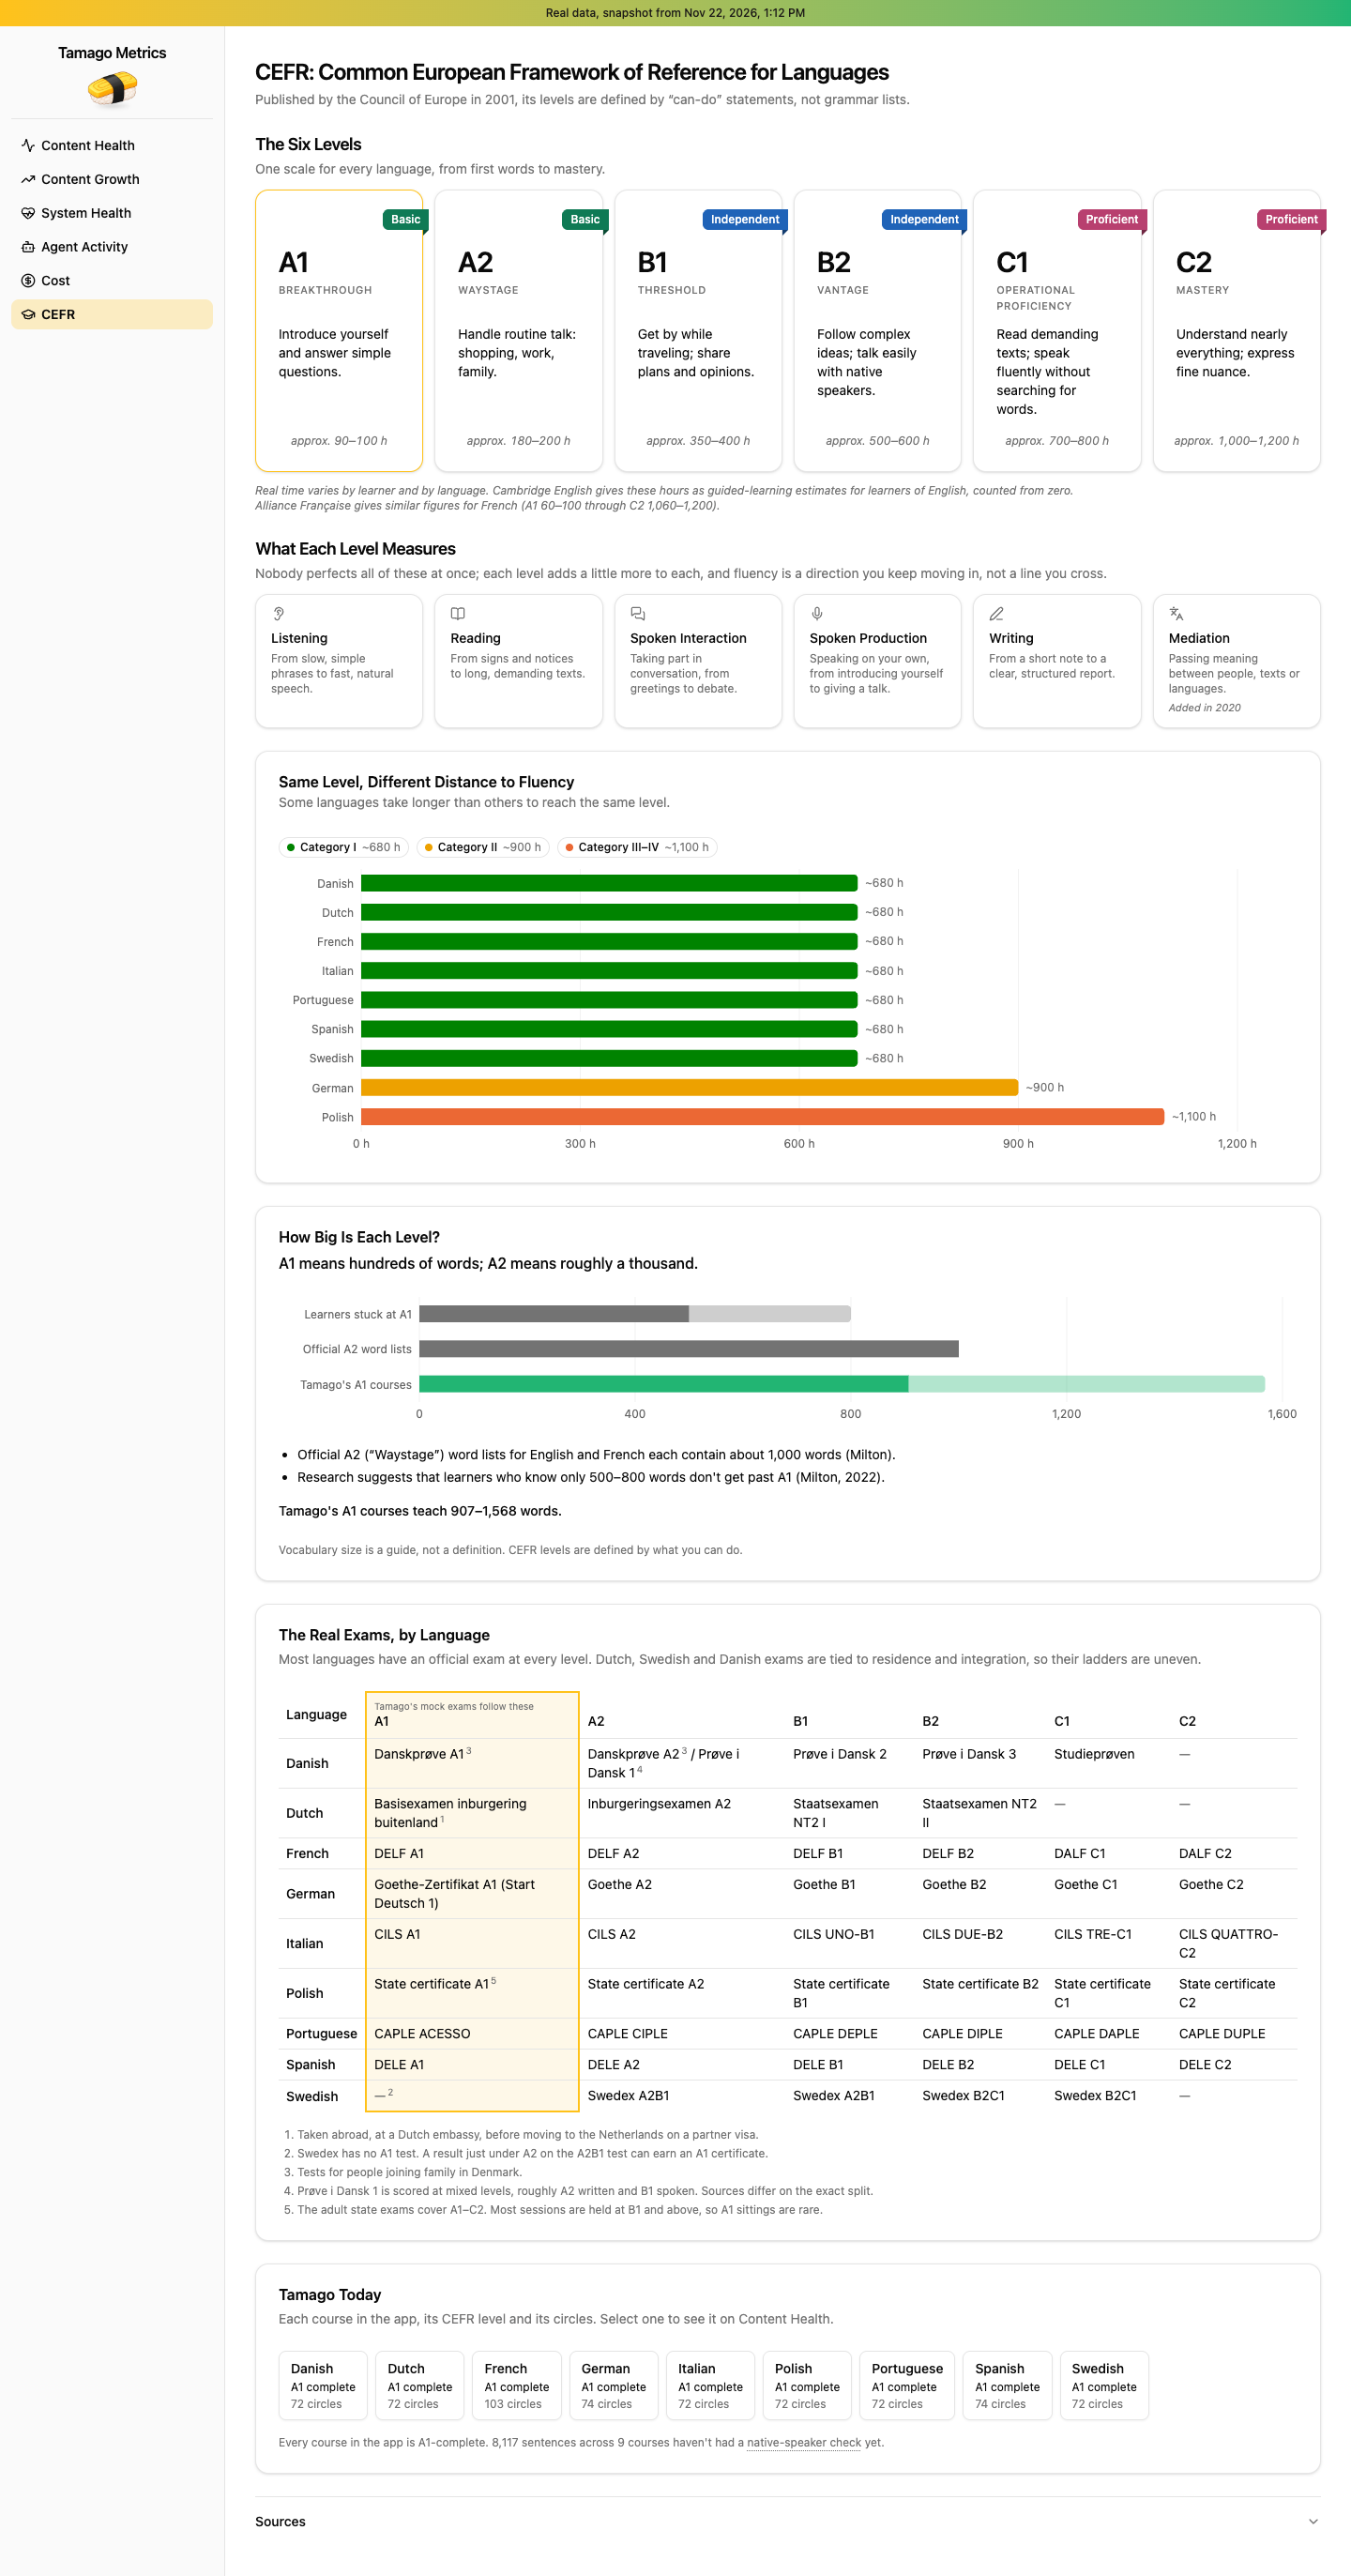 Real data, snapshot from Nov 22, 2026, 1:12 PM
Tamago Metrics
Content Health
Content Growth
System Health
Agent Activity
Cost
CEFR
CEFR: Common European Framework of Reference for Languages
Published by the Council of Europe in 2001, its levels are defined by “can-do” statements, not grammar lists.
The Six Levels
One scale for every language, from first words to mastery.
Basic
A1
BREAKTHROUGH
Introduce yourself
and answer simple
questions.
approx. 90–100 h
Basic
A2
WAYSTAGE
Handle routine talk:
shopping, work,
family.
approx. 180–200 h
Independent
B1
THRESHOLD
Get by while
traveling; share
plans and opinions.
approx. 350–400 h
Independent
B2
VANTAGE
Follow complex
ideas; talk easily
with native
speakers.
approx. 500–600 h
Proficient
C1
OPERATIONAL
PROFICIENCY
Read demanding
texts; speak
fluently without
searching for
words.
approx. 700–800 h
Proficient
C2
MASTERY
Understand nearly
everything; express
fine nuance.
approx. 1,000–1,200 h
Real time varies by learner and by language. Cambridge English gives these hours as guided-learning estimates for learners of English, counted from zero.
Alliance Française gives similar figures for French (A1 60–100 through C2 1,060–1,200).
What Each Level Measures
Nobody perfects all of these at once; each level adds a little more to each, and fluency is a direction you keep moving in, not a line you cross.
Listening
From slow, simple
phrases to fast, natural
speech.
Reading
From signs and notices
to long, demanding texts.
Spoken Interaction
Taking part in
conversation, from
greetings to debate.
Spoken Production
Speaking on your own,
from introducing yourself
to giving a talk.
Writing
From a short note to a
clear, structured report.
Mediation
Passing meaning
between people, texts or
languages.
Added in 2020
Same Level, Different Distance to Fluency
Some languages take longer than others to reach the same level.
Category I ~680 h
Category II ~900 h
Category III–IV ~1,100 h
Danish ~680 h
Dutch ~680 h
French ~680 h
Italian ~680 h
Portuguese ~680 h
Spanish ~680 h
Swedish ~680 h
German ~900 h
Polish ~1,100 h
0 h 300 h 600 h 900 h 1,200 h
How Big Is Each Level?
A1 means hundreds of words; A2 means roughly a thousand.
Learners stuck at A1
Official A2 word lists
Tamago's A1 courses
0 400 800 1,200 1,600
• Official A2 (“Waystage”) word lists for English and French each contain about 1,000 words (Milton).
• Research suggests that learners who know only 500–800 words don't get past A1 (Milton, 2022).
Tamago's A1 courses teach 907–1,568 words.
Vocabulary size is a guide, not a definition. CEFR levels are defined by what you can do.
The Real Exams, by Language
Most languages have an official exam at every level. Dutch, Swedish and Danish exams are tied to residence and integration, so their ladders are uneven.
Tamago's mock exams follow these
Language A1 A2 B1 B2 C1 C2
Danish
Danskprøve A1 3
Danskprøve A2 3 / Prøve i
Dansk 1 4
Prøve i Dansk 2
Prøve i Dansk 3
Studieprøven
—
Dutch
Basisexamen inburgering
buitenland 1
Inburgeringsexamen A2
Staatsexamen
NT2 I
Staatsexamen NT2
II
—
—
French DELF A1 DELF A2 DELF B1 DELF B2 DALF C1 DALF C2
German
Goethe-Zertifikat A1 (Start
Deutsch 1)
Goethe A2
Goethe B1
Goethe B2
Goethe C1
Goethe C2
Italian
CILS A1
CILS A2
CILS UNO-B1
CILS DUE-B2
CILS TRE-C1
CILS QUATTRO-
C2
Polish
State certificate A1 5
State certificate A2
State certificate
B1
State certificate B2
State certificate
C1
State certificate
C2
Portuguese CAPLE ACESSO CAPLE CIPLE CAPLE DEPLE CAPLE DIPLE CAPLE DAPLE CAPLE DUPLE
Spanish DELE A1 DELE A2 DELE B1 DELE B2 DELE C1 DELE C2
Swedish — 2 Swedex A2B1 Swedex A2B1 Swedex B2C1 Swedex B2C1 —
1. Taken abroad, at a Dutch embassy, before moving to the Netherlands on a partner visa.
2. Swedex has no A1 test. A result just under A2 on the A2B1 test can earn an A1 certificate.
3. Tests for people joining family in Denmark.
4. Prøve i Dansk 1 is scored at mixed levels, roughly A2 written and B1 spoken. Sources differ on the exact split.
5. The adult state exams cover A1–C2. Most sessions are held at B1 and above, so A1 sittings are rare.
Tamago Today
Each course in the app, its CEFR level and its circles. Select one to see it on Content Health.
Danish
A1 complete
72 circles
Dutch
A1 complete
72 circles
French
A1 complete
103 circles
German
A1 complete
74 circles
Italian
A1 complete
72 circles
Polish
A1 complete
72 circles
Portuguese
A1 complete
72 circles
Spanish
A1 complete
74 circles
Swedish
A1 complete
72 circles
Every course in the app is A1-complete. 8,117 sentences across 9 courses haven't had a native-speaker check yet.
Sources